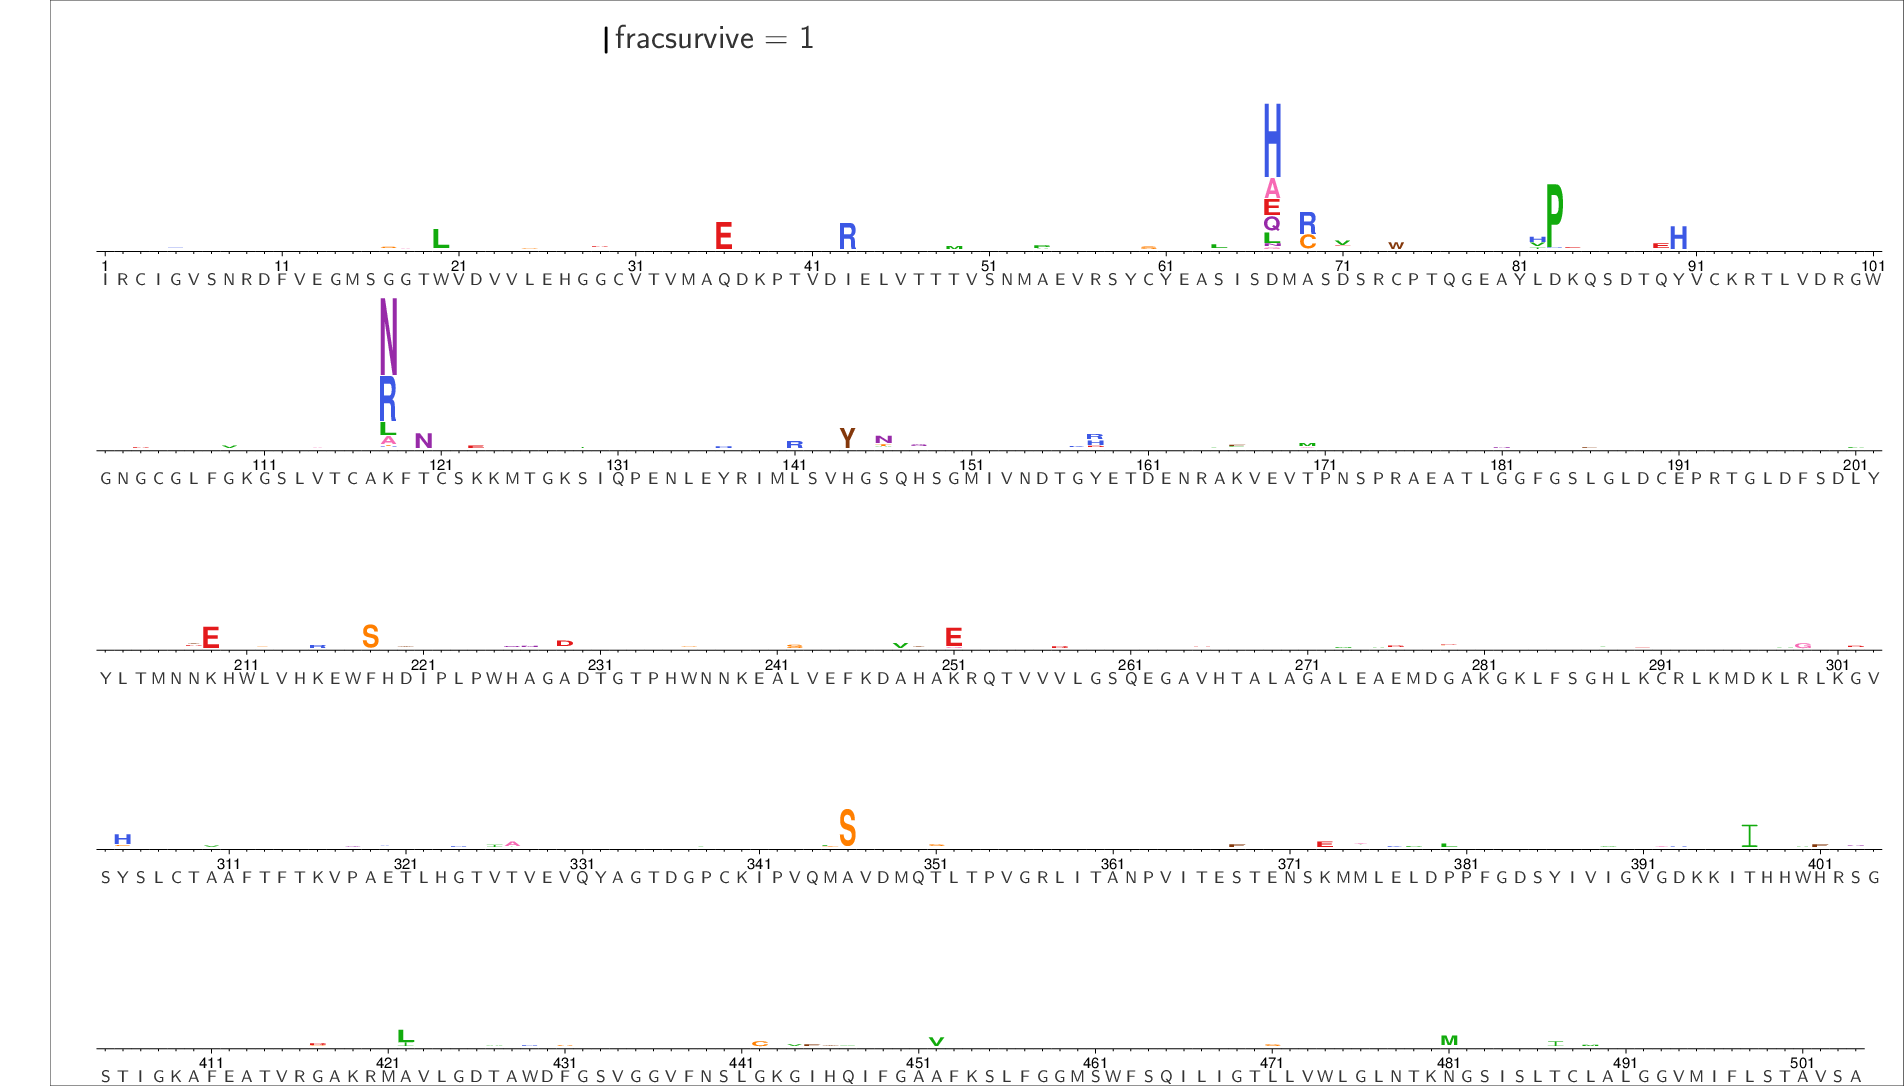 fracsurvive = 1
H
A
E
Q
L
R
C
P
L E R H
1 11 21 31 41 51 61 71 81 91 101
I R C I G V S N R D F V E G M S G G T W V D V V L E H G G C V T V M A Q D K P T V D I E L V T T T V S N M A E V R S Y C Y E A S I S D M A S D S R C P T Q G E A Y L D K Q S D T Q Y V C K R T L V D R G W
N
R
L
A N R Y N R H
111 121 131 141 151 161 171 181 191 201
G N G C G L F G K G S L V T C A K F T C S K K M T G K S I Q P E N L E Y R I M L S V H G S Q H S G M I V N D T G Y E T D E N R A K V E V T P N S P R A E A T L G G F G S L G L D C E P R T G L D F S D L Y
E S D V E
211 221 231 241 251 261 271 281 291 301
Y L T M N N K H W L V H K E W F H D I P L P W H A G A D T G T P H W N N K E A L V E F K D A H A K R Q T V V V L G S Q E G A V H T A L A G A L E A E M D G A K G K L F S G H L K C R L K M D K L R L K G V
H A S E L I
311 321 331 341 351 361 371 381 391 401
S Y S L C T A A F T F T K V P A E T L H G T V T V E V Q Y A G T D G P C K I P V Q M A V D M Q T L T P V G R L I T A N P V I T E S T E N S K M M L E L D P P F G D S Y I V I G V G D K K I T H H W H R S G
L V M
411 421 431 441 451 461 471 481 491 501
S T I G K A F E A T V R G A K R M A V L G D T A W D F G S V G G V F N S L G K G I H Q I F G A A F K S L F G G M S W F S Q I L I G T L L V W L G L N T K N G S I S L T C L A L G G V M I F L S T A V S A